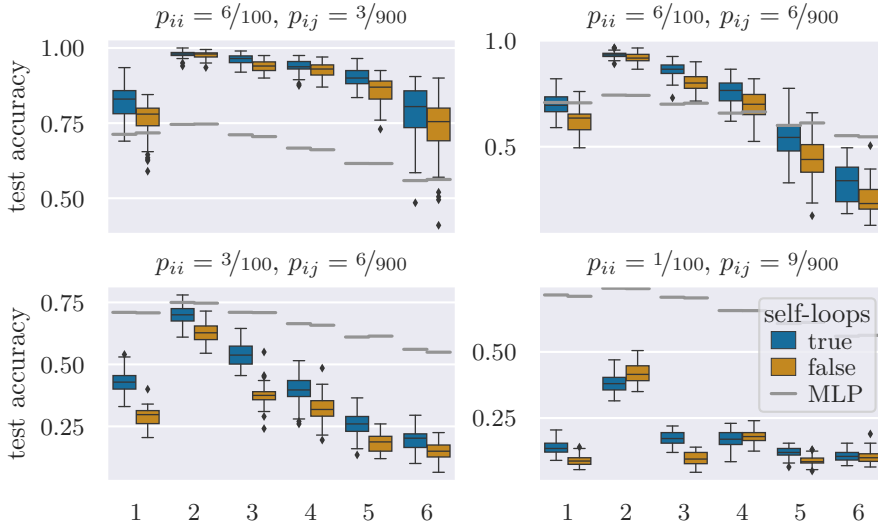 p_ii = 6/100, p_ij = 3/900
p_ii = 6/100, p_ij = 6/900
test accuracy
1.00
0.75
0.50
1.0
0.5
p_ii = 3/100, p_ij = 6/900
p_ii = 1/100, p_ij = 9/900
test accuracy
0.75
0.50
0.25
0.50
0.25
self-loops
true
false
MLP
1 2 3 4 5 6
1 2 3 4 5 6